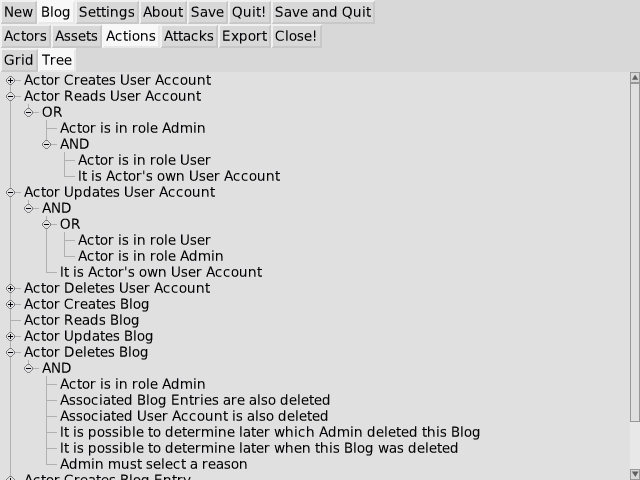 New Blog Settings About Save Quit! Save and Quit
Actors Assets Actions Attacks Export Close!
Grid Tree
Actor Creates User Account
Actor Reads User Account
OR
Actor is in role Admin
AND
Actor is in role User
It is Actor's own User Account
Actor Updates User Account
AND
OR
Actor is in role User
Actor is in role Admin
It is Actor's own User Account
Actor Deletes User Account
Actor Creates Blog
Actor Reads Blog
Actor Updates Blog
Actor Deletes Blog
AND
Actor is in role Admin
Associated Blog Entries are also deleted
Associated User Account is also deleted
It is possible to determine later which Admin deleted this Blog
It is possible to determine later when this Blog was deleted
Admin must select a reason
Actor Creates Blog Entry